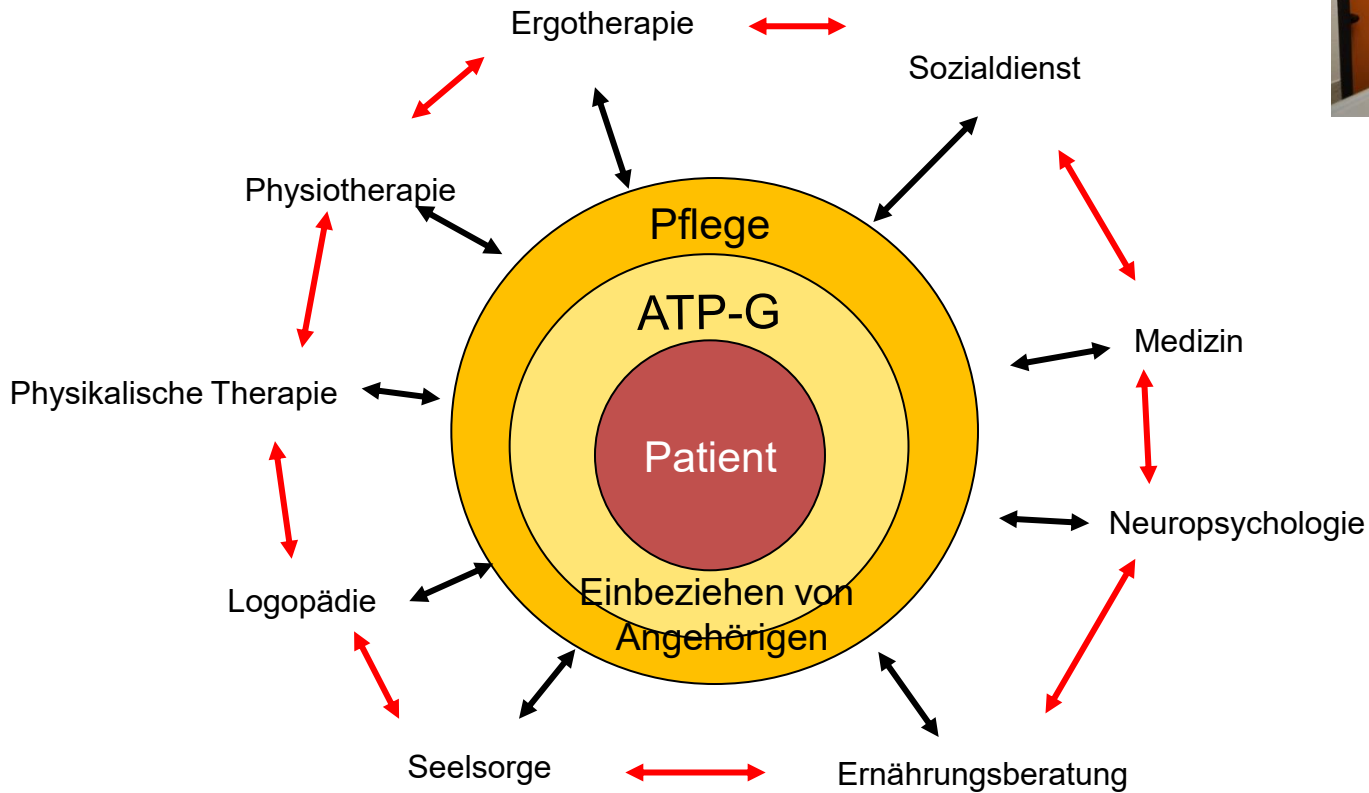 Ergotherapie
Sozialdienst
Physiotherapie
Pflege
ATP-G
Medizin
Physikalische Therapie
Patient
Neuropsychologie
Einbeziehen von
Angehörigen
Logopädie
Seelsorge
Ernährungsberatung